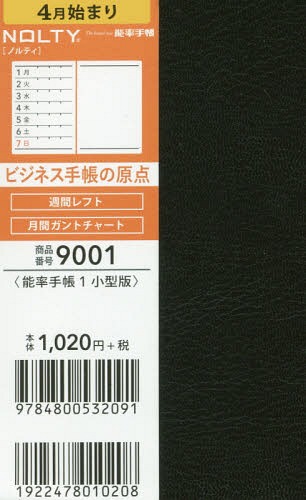 4月始まり
NOLTY®
The brand new 能率手帳
[ノルティ]
1月
2火
3水
4木
5金
6土
7日
ビジネス手帳の原点
週間レフト
月間ガントチャート
商品番号 9001
〈能率手帳1 小型版〉
本体 1,020円+税
9784800532091
1922478010208